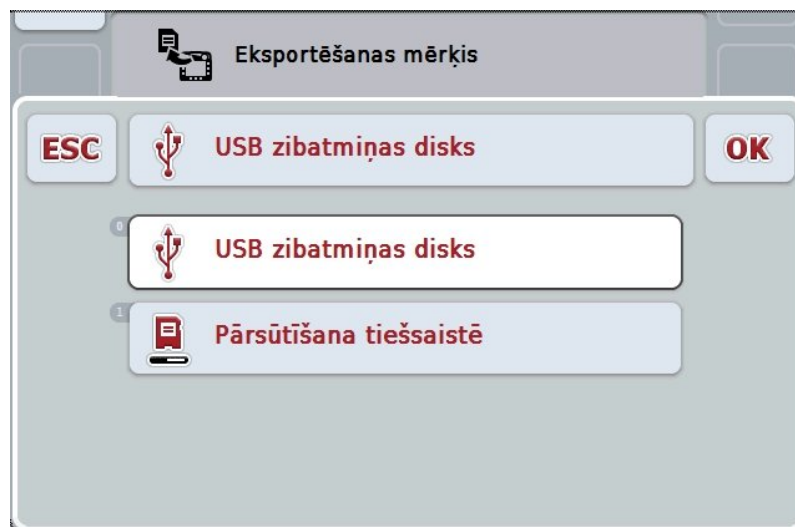 Eksportēšanas mērķis
ESC
USB zibatmiņas disks
OK
0
USB zibatmiņas disks
1
Pārsūtīšana tiešsaistē